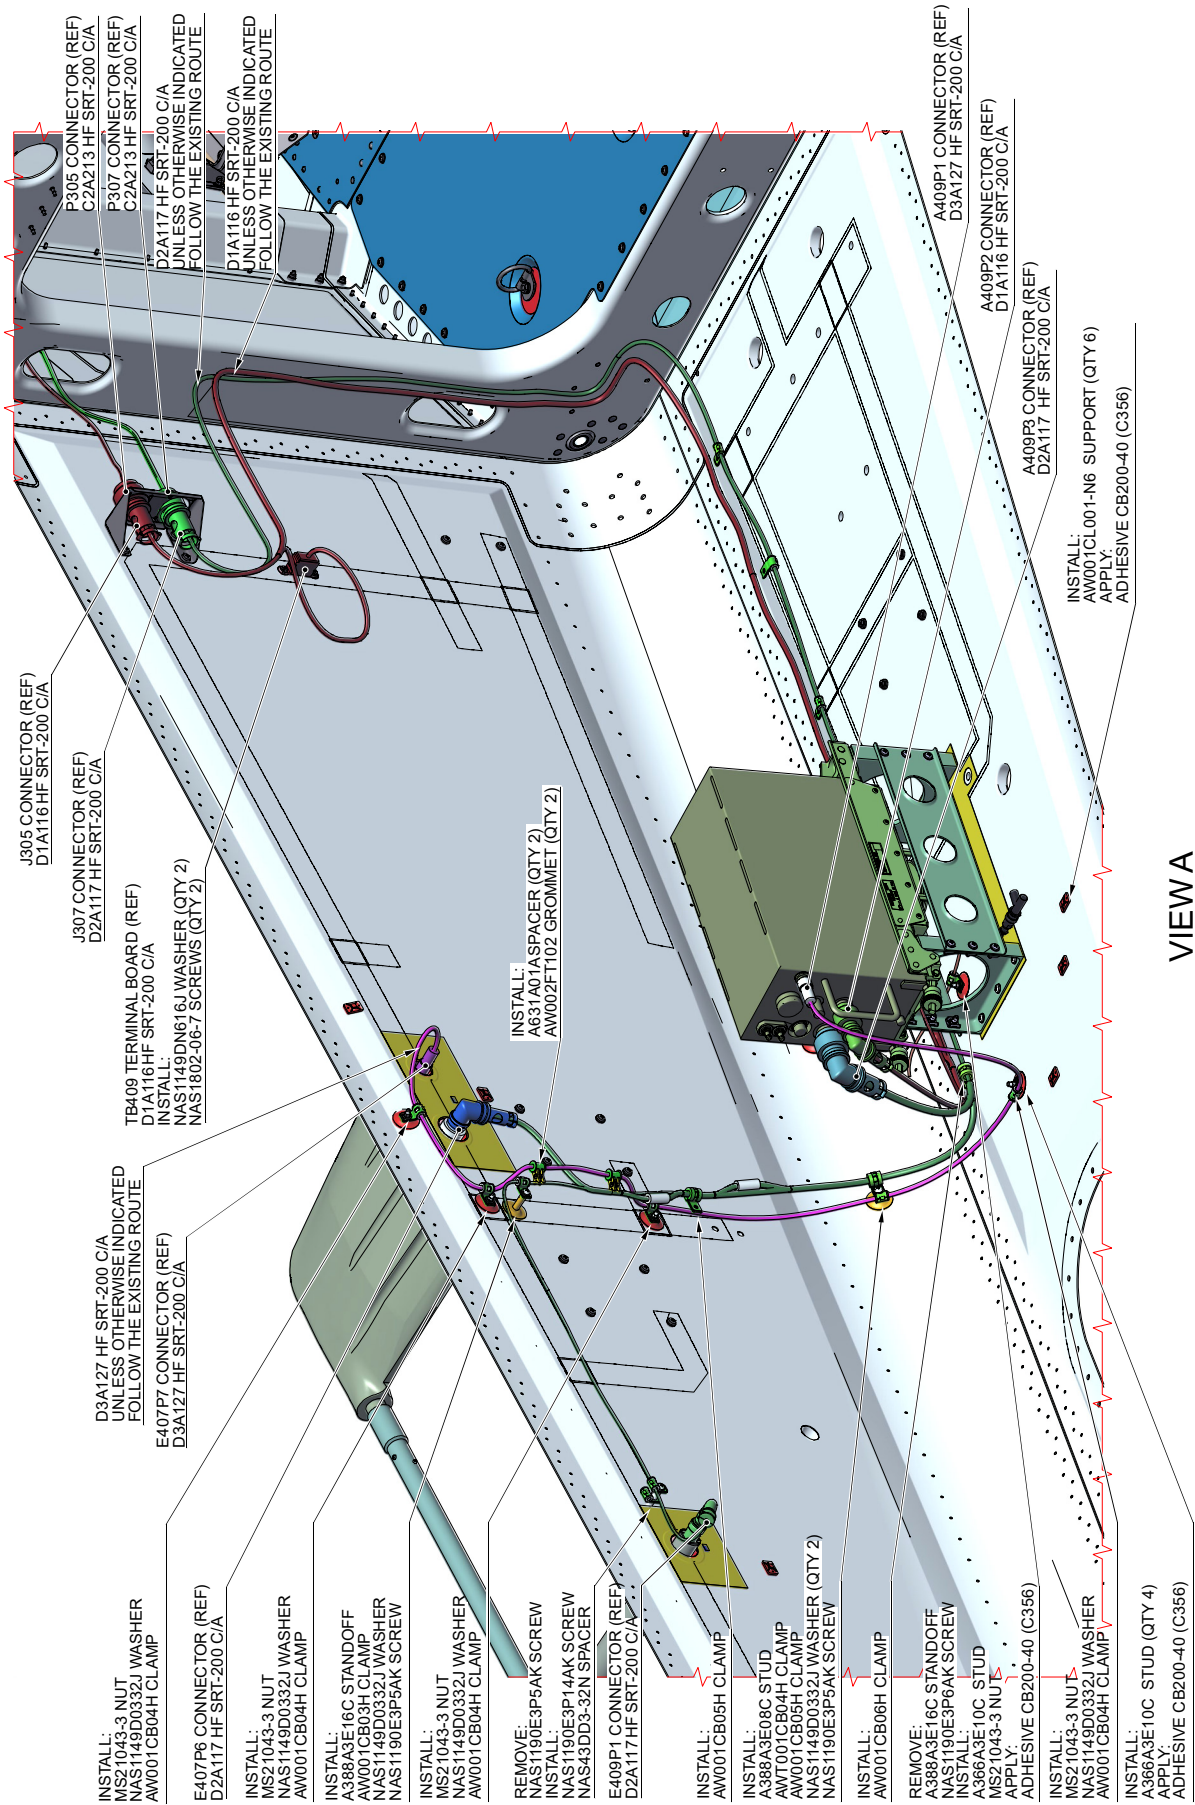 P305 CONNECTOR (REF)
C2A213 HF SRT-200 C/A
P307 CONNECTOR (REF)
C2A213 HF SRT-200 C/A
D2A117 HF SRT-200 C/A
UNLESS OTHERWISE INDICATED
FOLLOW THE EXISTING ROUTE
D1A116 HF SRT-200 C/A
UNLESS OTHERWISE INDICATED
FOLLOW THE EXISTING ROUTE
A409P1 CONNECTOR (REF)
D3A127 HF SRT-200 C/A
A409P2 CONNECTOR (REF)
D1A116 HF SRT-200 C/A
A409P3 CONNECTOR (REF)
D2A117 HF SRT-200 C/A
INSTALL:
AW001CL001-N6 SUPPORT (QTY 6)
APPLY:
ADHESIVE CB200-40 (C356)
J305 CONNECTOR (REF)
D1A116 HF SRT-200 C/A
J307 CONNECTOR (REF)
D2A117 HF SRT-200 C/A
TB409 TERMINAL BOARD (REF)
D1A116 HF SRT-200 C/A
INSTALL:
NAS1149DN616J WASHER (QTY 2)
NAS1802-06-7 SCREWS (QTY 2)
INSTALL:
A631A01A SPACER (QTY 2)
AW002FT102 GROMMET (QTY 2)
D3A127 HF SRT-200 C/A
UNLESS OTHERWISE INDICATED
FOLLOW THE EXISTING ROUTE
E407P7 CONNECTOR (REF)
D3A127 HF SRT-200 C/A
INSTALL:
MS21043-3 NUT
NAS1149D0332J WASHER
AW001CB04H CLAMP
E407P6 CONNECTOR (REF)
D2A117 HF SRT-200 C/A
INSTALL:
MS21043-3 NUT
NAS1149D0332J WASHER
AW001CB04H CLAMP
INSTALL:
A388A3E16C STANDOFF
AW001CB03H CLAMP
NAS1149D0332J WASHER
NAS1190E3P5AK SCREW
INSTALL:
MS21043-3 NUT
NAS1149D0332J WASHER
AW001CB04H CLAMP
REMOVE:
NAS1190E3P5AK SCREW
INSTALL:
NAS1190E3P14AK SCREW
NAS43DD3-32N SPACER
E409P1 CONNECTOR (REF)
D2A117 HF SRT-200 C/A
INSTALL:
AW001CB05H CLAMP
INSTALL:
A388A3E08C STUD
AWT01CB04H CLAMP
AW001CB05H CLAMP
NAS1149D0332J WASHER (QTY 2)
NAS1190E3P5AK SCREW
INSTALL:
AW001CB06H CLAMP
REMOVE:
A388A3E16C STANDOFF
NAS1190E3P6AK SCREW
INSTALL:
A366A3E10C STUD
MS21043-3 NUT
APPLY:
ADHESIVE CB200-40 (C356)
INSTALL:
MS21043-3 NUT
NAS1149D0332J WASHER
AW001CB04H CLAMP
INSTALL:
A366A3E10C STUD (QTY 4)
APPLY:
ADHESIVE CB200-40 (C356)
VIEW A